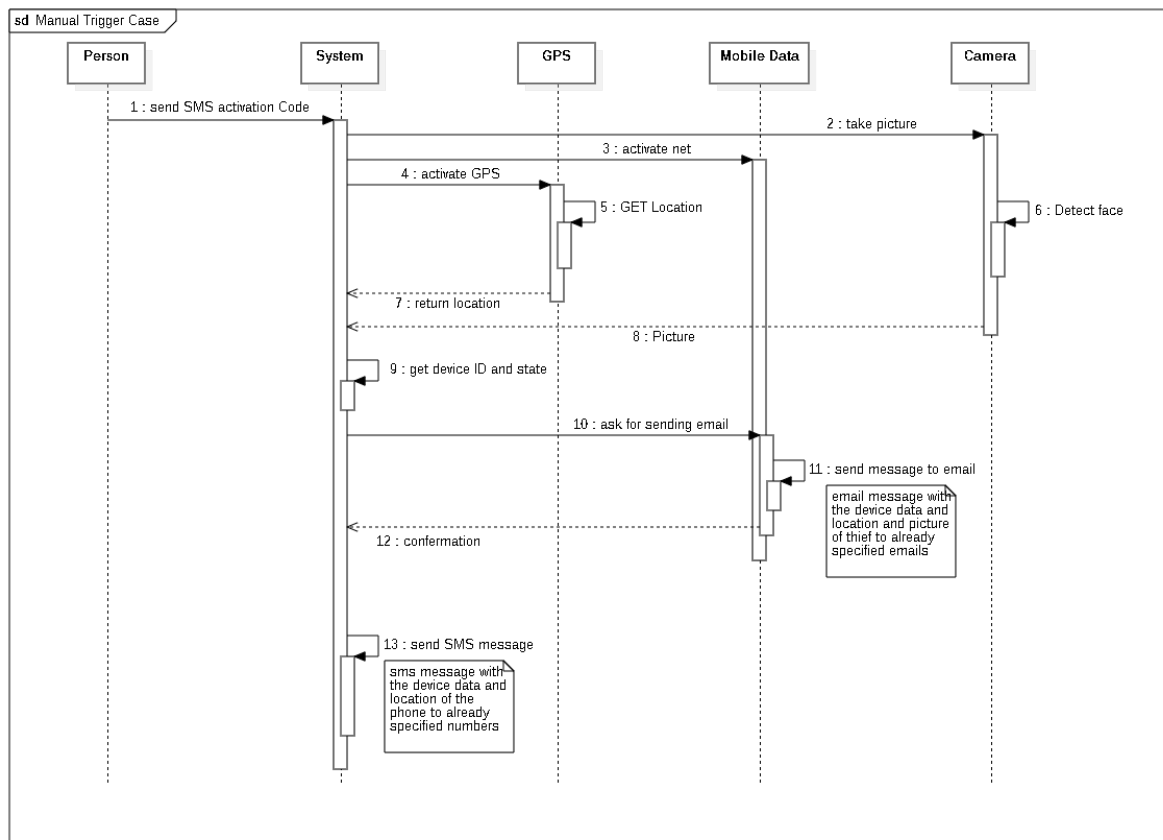 sd Manual Trigger Case
Person
System
GPS
Mobile Data
Camera
1 : send SMS activation Code
2 : take picture
3 : activate net
4 : activate GPS
5 : GET Location
6 : Detect face
7 : return location
8 : Picture
9 : get device ID and state
10 : ask for sending email
11 : send message to email
email message with
the device data and
location and picture
of thief to already
specified emails
12 : confermation
13 : send SMS message
sms message with
the device data and
location of the
phone to already
specified numbers